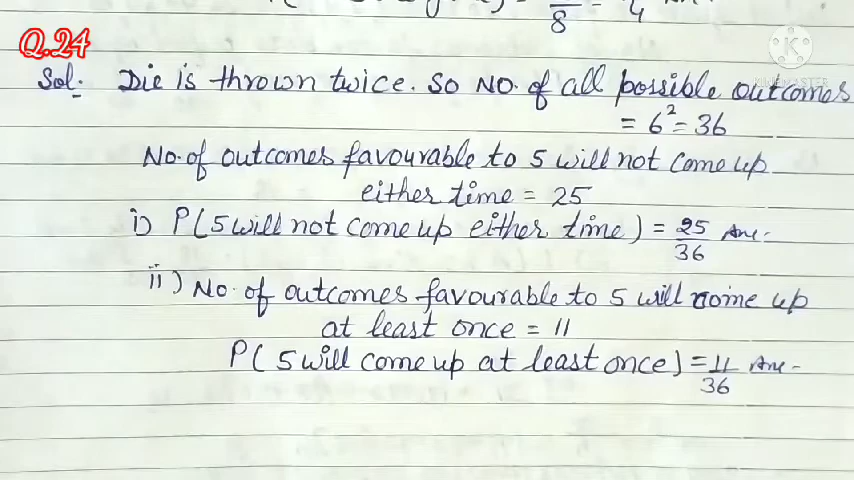 8 4
Q.24
Sol. Die is thrown twice. So No. of all possible outcomes
= 6² = 36
No. of outcomes favourable to 5 will not come up
either time = 25
i) P(5 will not come up either time) = 25/36 Ans.
ii) No. of outcomes favourable to 5 will come up
at least once = 11
P(5 will come up at least once) = 11/36 Ans-
K
KINEMASTER